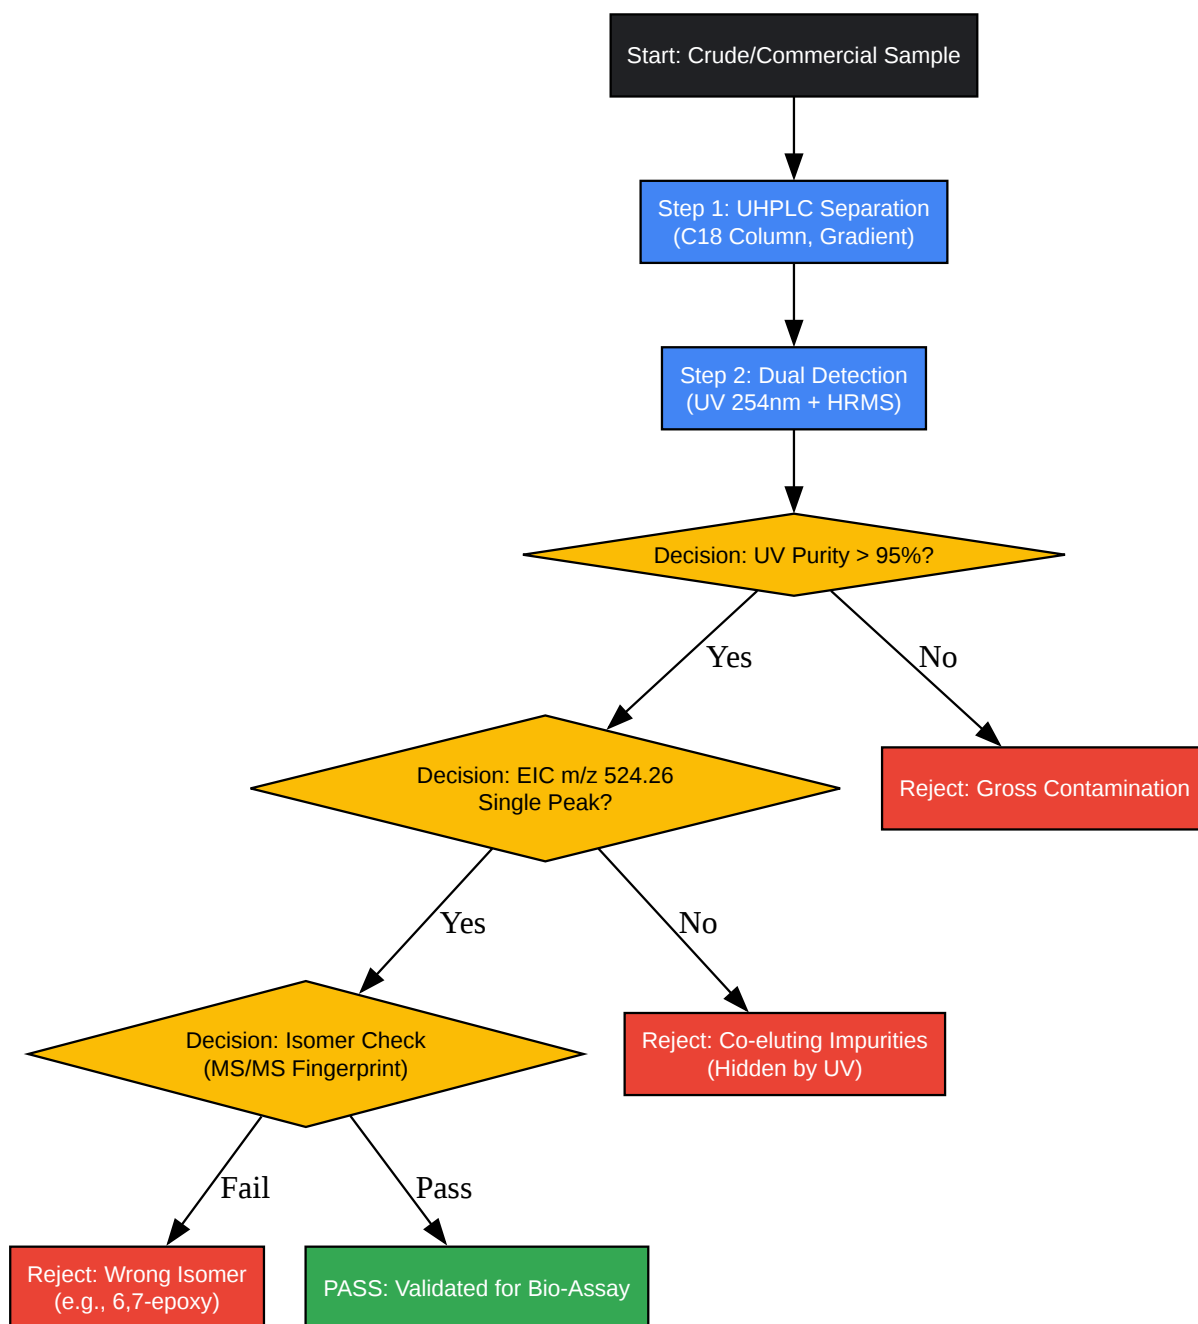 Start: Crude/Commercial Sample
Step 1: UHPLC Separation
(C18 Column, Gradient)
Step 2: Dual Detection
(UV 254nm + HRMS)
Decision: UV Purity > 95%?
Yes
No
Decision: EIC m/z 524.26
Single Peak?
Reject: Gross Contamination
Yes
No
Decision: Isomer Check
(MS/MS Fingerprint)
Reject: Co-eluting Impurities
(Hidden by UV)
Fail
Pass
Reject: Wrong Isomer
(e.g., 6,7-epoxy)
PASS: Validated for Bio-Assay